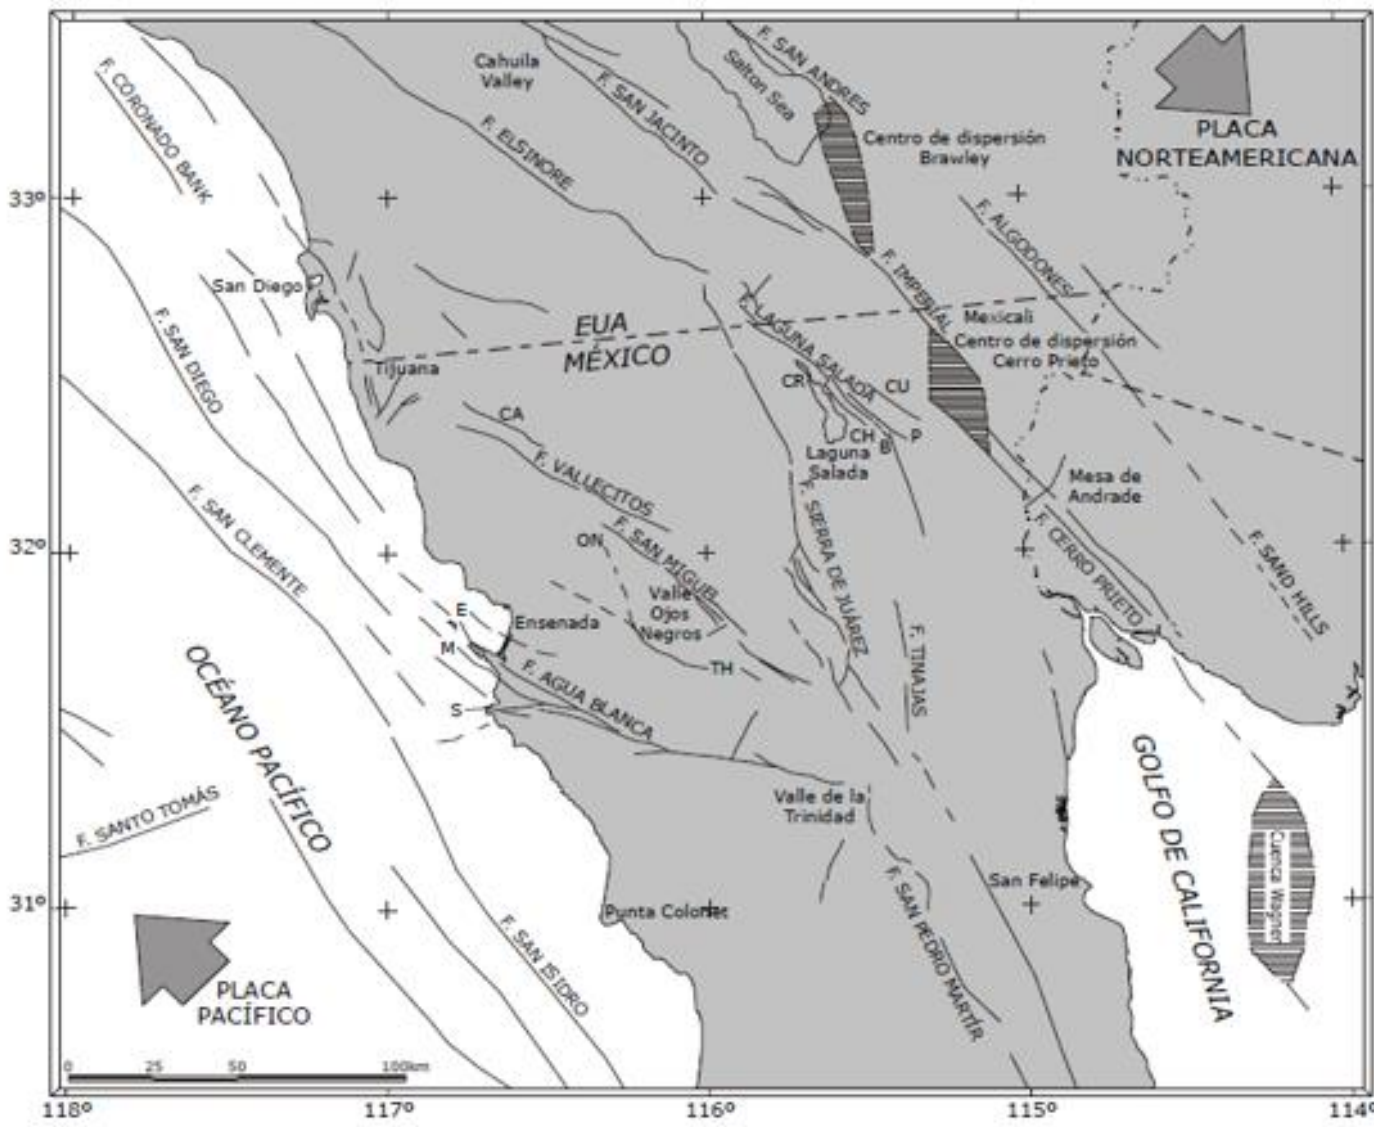 F. SAN ANDRES
Cahuila
Valley
Salton Sea
F. CORONADO BANK
F. SAN JACINTO
F. ELSINORE
Centro de dispersión
Brawley
PLACA
NORTEAMERICANA
33º
F. ALGODONES
F. IMPERIAL
San Diego
EUA
MÉXICO
F. LAGUNA SALADA
Mexicali
Centro de dispersión
Cerro Prieto
F. SAN DIEGO
Tijuana
CR
CU
CA
CH
B
P
Laguna
Salada
F. VALLECITOS
Mesa de
Andrade
F. SAN CLEMENTE
F. SIERRA DE JUÁREZ
32º
ON
F. SAN MIGUEL
F. CERRO PRIETO
F. SAND HILLS
Valle
Ojos
Negros
E
Ensenada
M
TH
F. TINAJAS
S
F. AGUA BLANCA
OCÉANO PACÍFICO
GOLFO DE CALIFORNIA
F. SANTO TOMÁS
Valle de la
Trinidad
Cuenca Wagner
31º
San Felipe
Punta Colonet
F. SAN PEDRO MARTÍR
F. SAN ISIDRO
PLACA
PACÍFICO
0 25 50 100km
118º 117º 116º 115º 114º